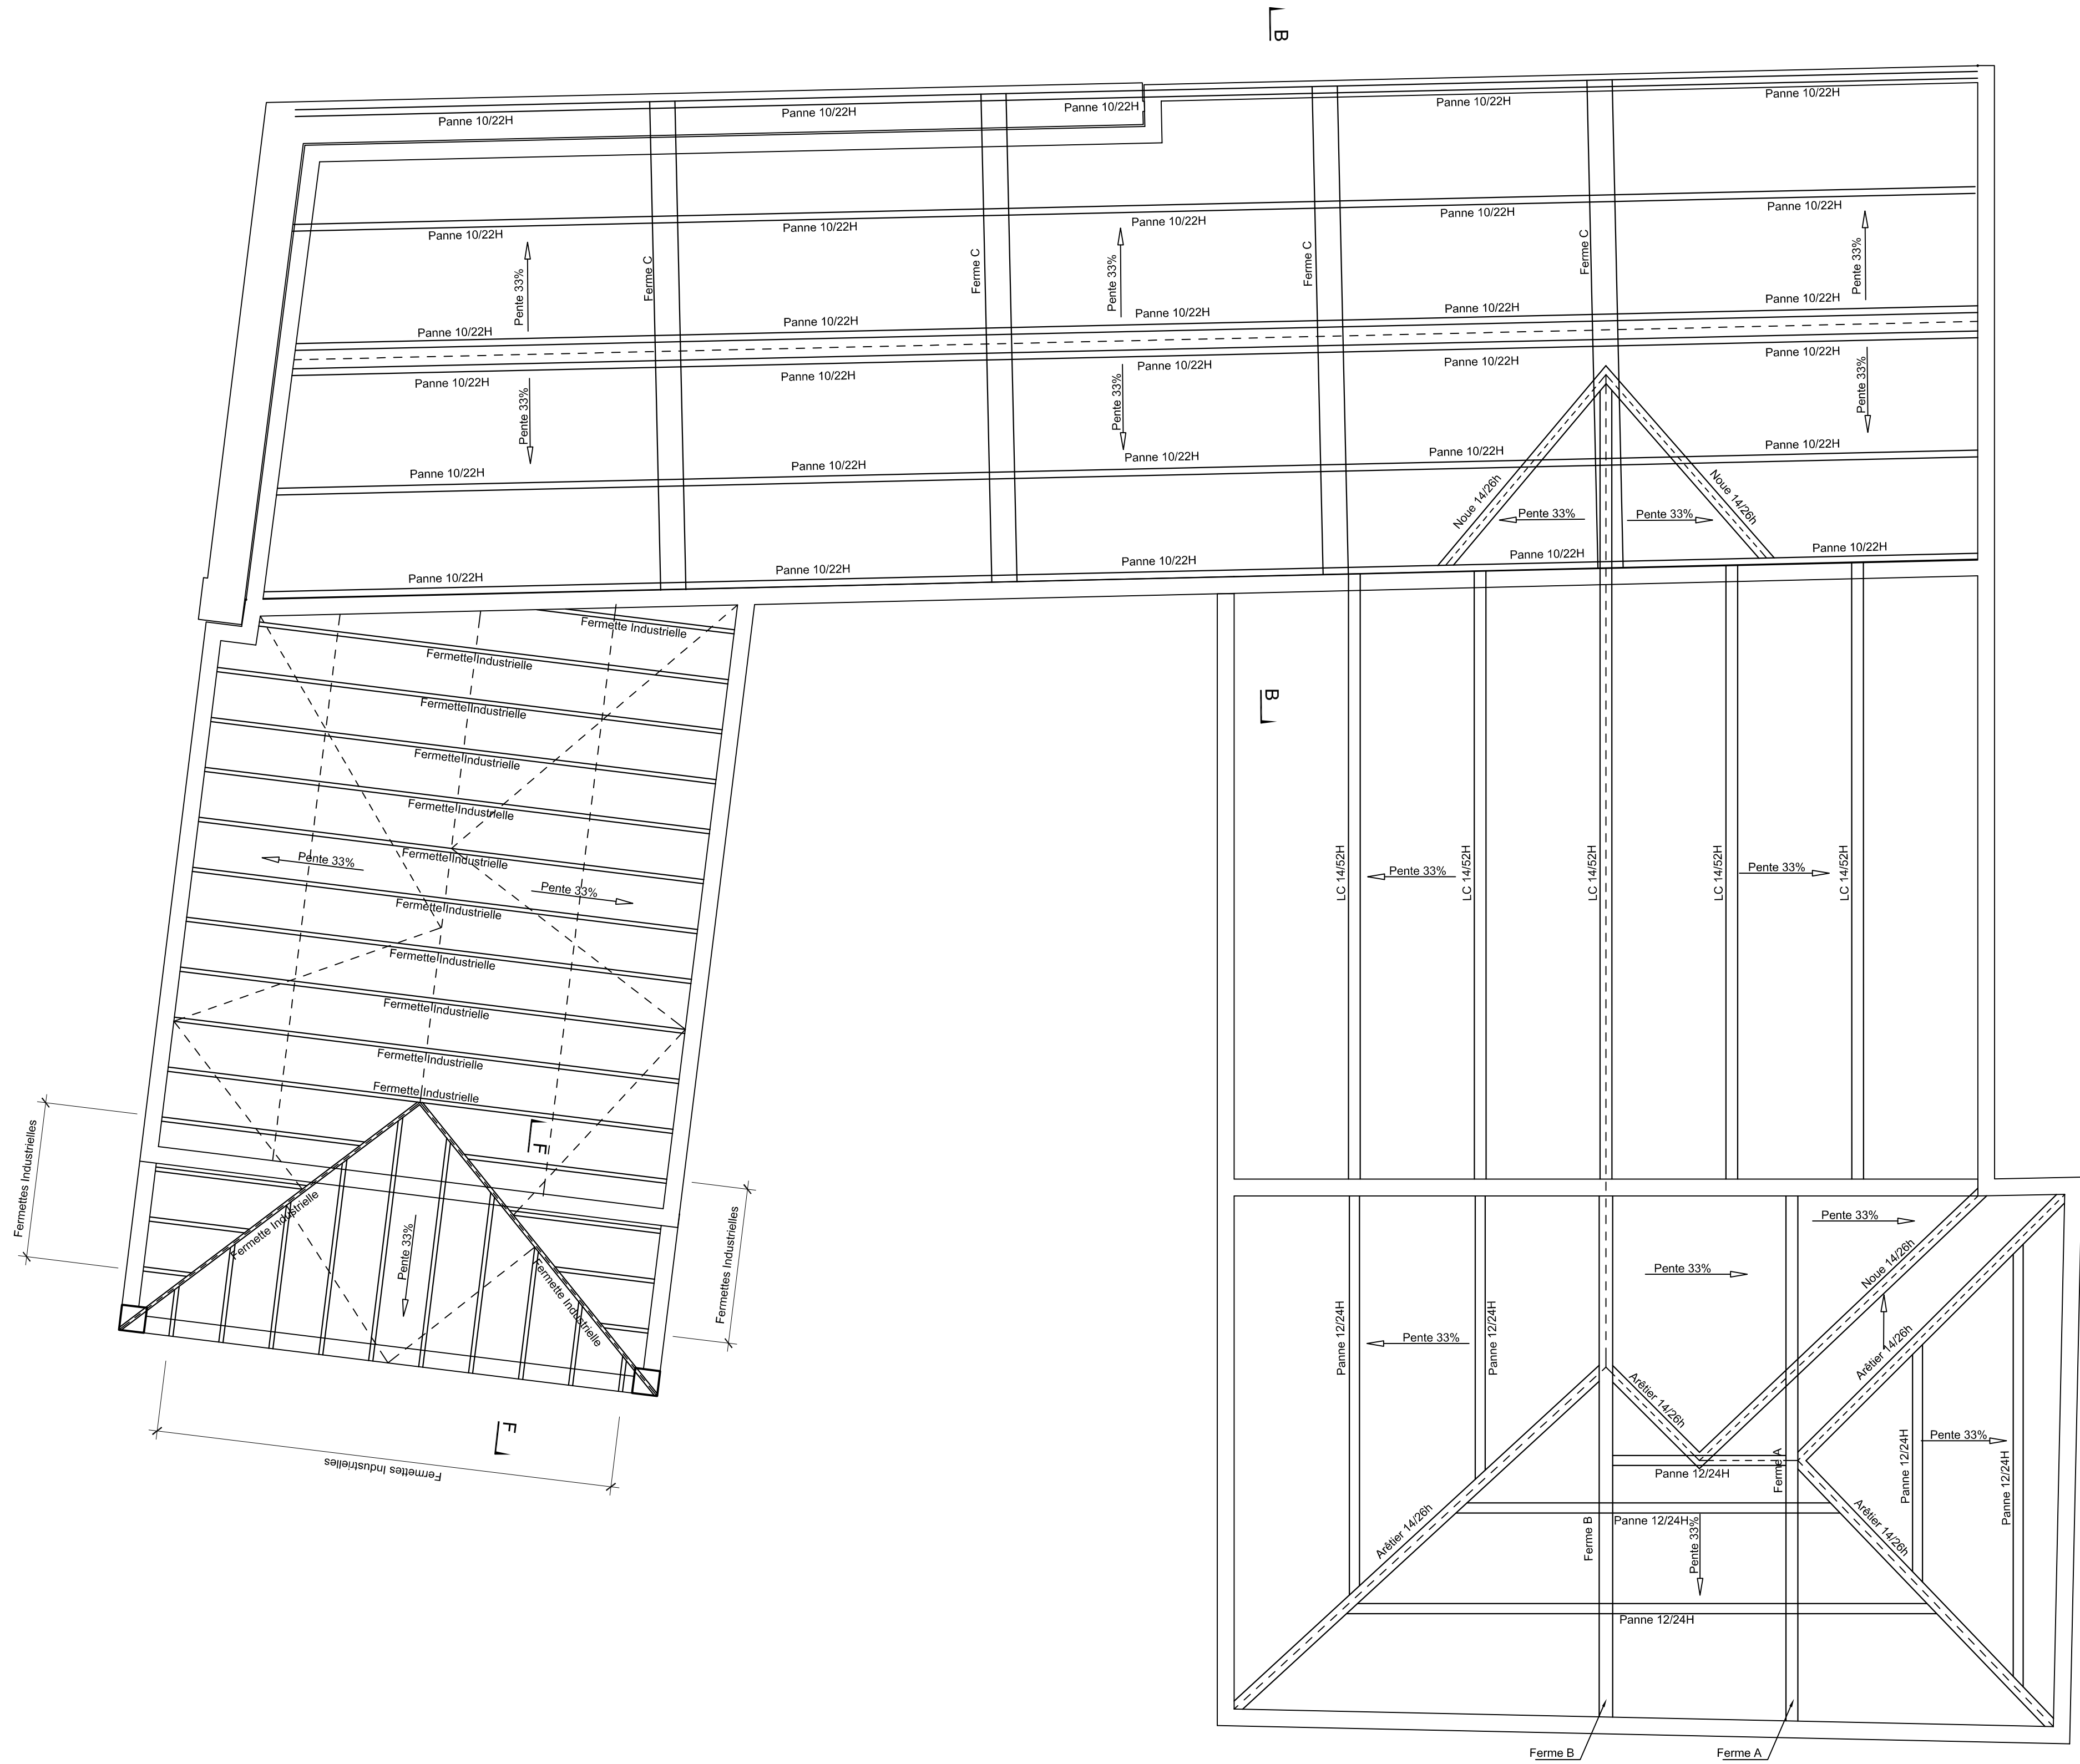 B
Panne 10/22H
Panne 10/22H
Panne 10/22H
Panne 10/22H
Panne 10/22H
Panne 10/22H
Panne 10/22H
Panne 10/22H
Panne 10/22H
Panne 10/22H
Pente 33%
Ferme C
Ferme C
Pente 33%
Ferme C
Ferme C
Pente 33%
Panne 10/22H
Panne 10/22H
Panne 10/22H
Panne 10/22H
Panne 10/22H
Panne 10/22H
Panne 10/22H
Panne 10/22H
Panne 10/22H
Panne 10/22H
Pente 33%
Pente 33%
Pente 33%
Panne 10/22H
Panne 10/22H
Panne 10/22H
Panne 10/22H
Panne 10/22H
Noue 14/26h
Noue 14/26h
Pente 33%
Pente 33%
Panne 10/22H
Panne 10/22H
Panne 10/22H
Panne 10/22H
Panne 10/22H
Fermette Industrielle
Fermette Industrielle
Fermette Industrielle
Fermette Industrielle
Fermette Industrielle
Fermette Industrielle
Fermette Industrielle
Fermette Industrielle
Fermette Industrielle
Fermette Industrielle
Fermette Industrielle
Pente 33%
Pente 33%
B
LC 14/52H
LC 14/52H
LC 14/52H
LC 14/52H
LC 14/52H
Pente 33%
Pente 33%
Fermettes Industrielles
F
Fermette Industrielle
Pente 33%
Fermette Industrielle
Fermettes Industrielles
F
Fermettes Industrielles
Pente 33%
Pente 33%
Noue 14/26h
Panne 12/24H
Pente 33%
Panne 12/24H
Arêtier 14/26h
Arêtier 14/26h
Ferme A
Panne 12/24H
Panne 12/24H
Pente 33%
Panne 12/24H
Arêtier 14/26h
Ferme B
Panne 12/24H
Pente 33%
Arêtier 14/26h
Panne 12/24H
Ferme B
Ferme A